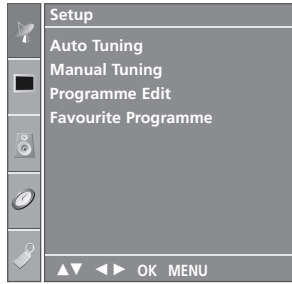 Setup
Auto Tuning
Manual Tuning
Programme Edit
Favourite Programme
▲▼ ◄► OK MENU